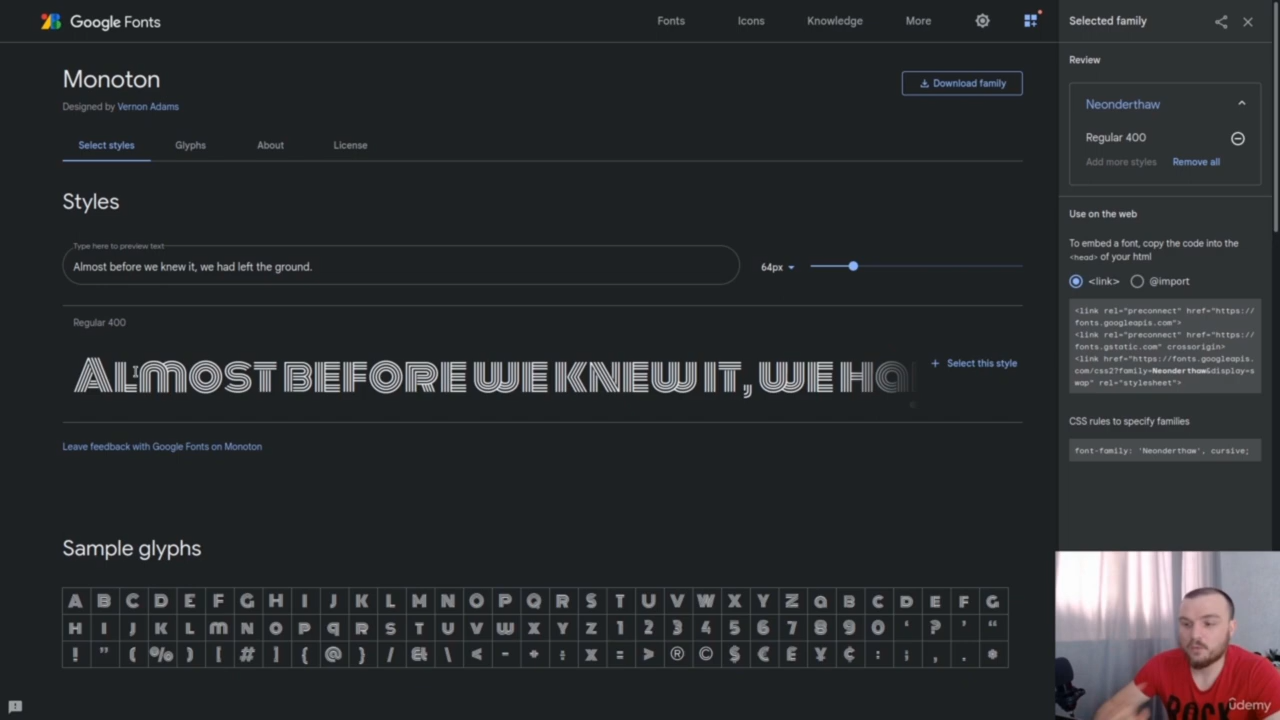 Google Fonts
Fonts
Icons
Knowledge
More
Monoton
Designed by Vernon Adams
Download family
Select styles
Glyphs
About
License
Styles
Type here to preview text
Almost before we knew it, we had left the ground.
64px
Regular 400
Almost before we knew it, we ha
+ Select this style
Leave feedback with Google Fonts on Monoton
Sample glyphs
A B C D E F G H I J K L M N O P Q R S T U V W X Y Z a b c d e f g
h i j k l m n o p q r s t u v w x y z 1 2 3 4 5 6 7 8 9 0 ‘ ? ’ “
! ” ( % ) [ # ] { @ } / & \ < - + ÷ x = > ® © $ € £ ¥ ¢ : ; , . *
Selected family
Review
Neonderthaw
Regular 400
Add more styles
Remove all
Use on the web
To embed a font, copy the code into the
<head> of your html
<link>
@import
<link rel="preconnect" href="https://
fonts.googleapis.com">
<link rel="preconnect" href="https://
fonts.gstatic.com" crossorigin>
<link href="https://fonts.googleapis.
com/css2?family=Neonderthaw&display=s
wap" rel="stylesheet">
CSS rules to specify families
font-family: 'Neonderthaw', cursive;
ROCK
ûdemy